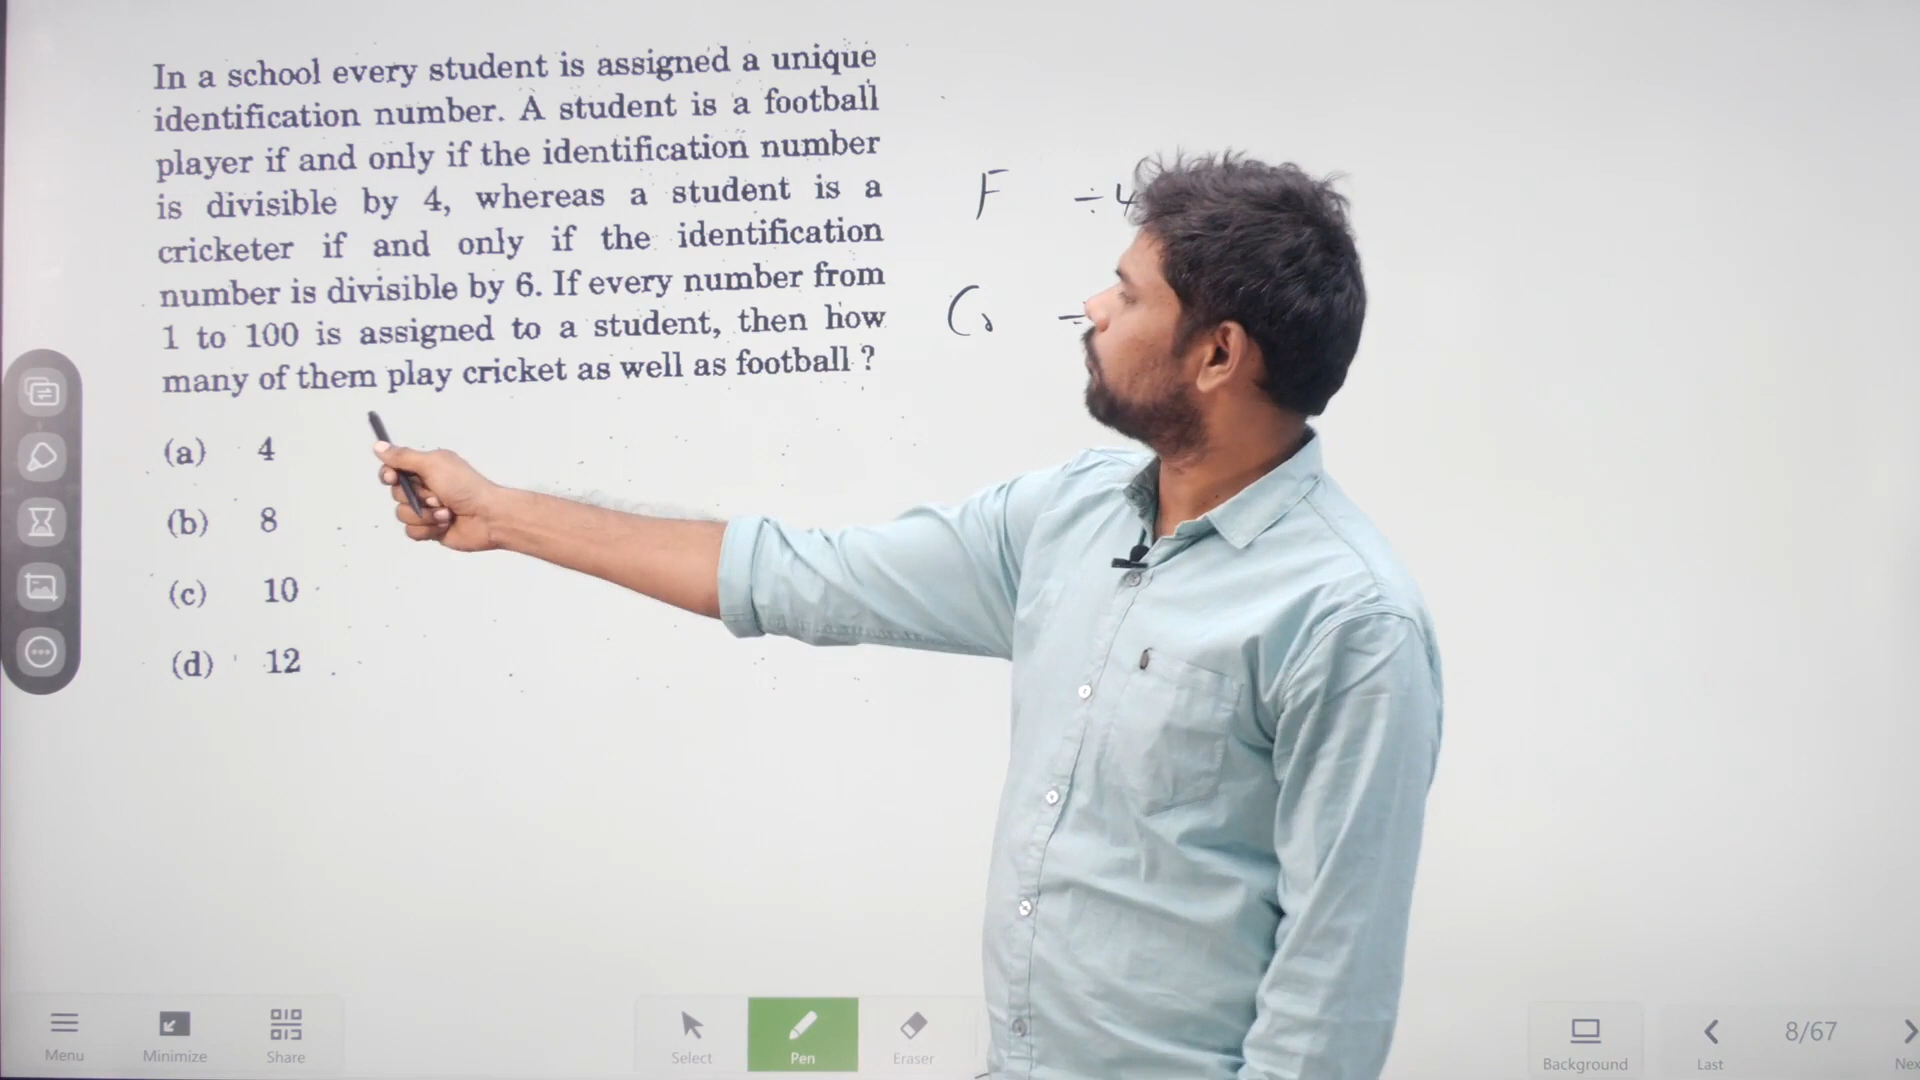 In a school every student is assigned a unique
identification number. A student is a football
player if and only if the identification number
is divisible by 4, whereas a student is a
cricketer if and only if the identification
number is divisible by 6. If every number from
1 to 100 is assigned to a student, then how
many of them play cricket as well as football ?
(a) 4
(b) 8
(c) 10
(d) 12
F ÷4
÷
Menu
Minimize
Share
Select
Pen
Eraser
Background
Last
8/67